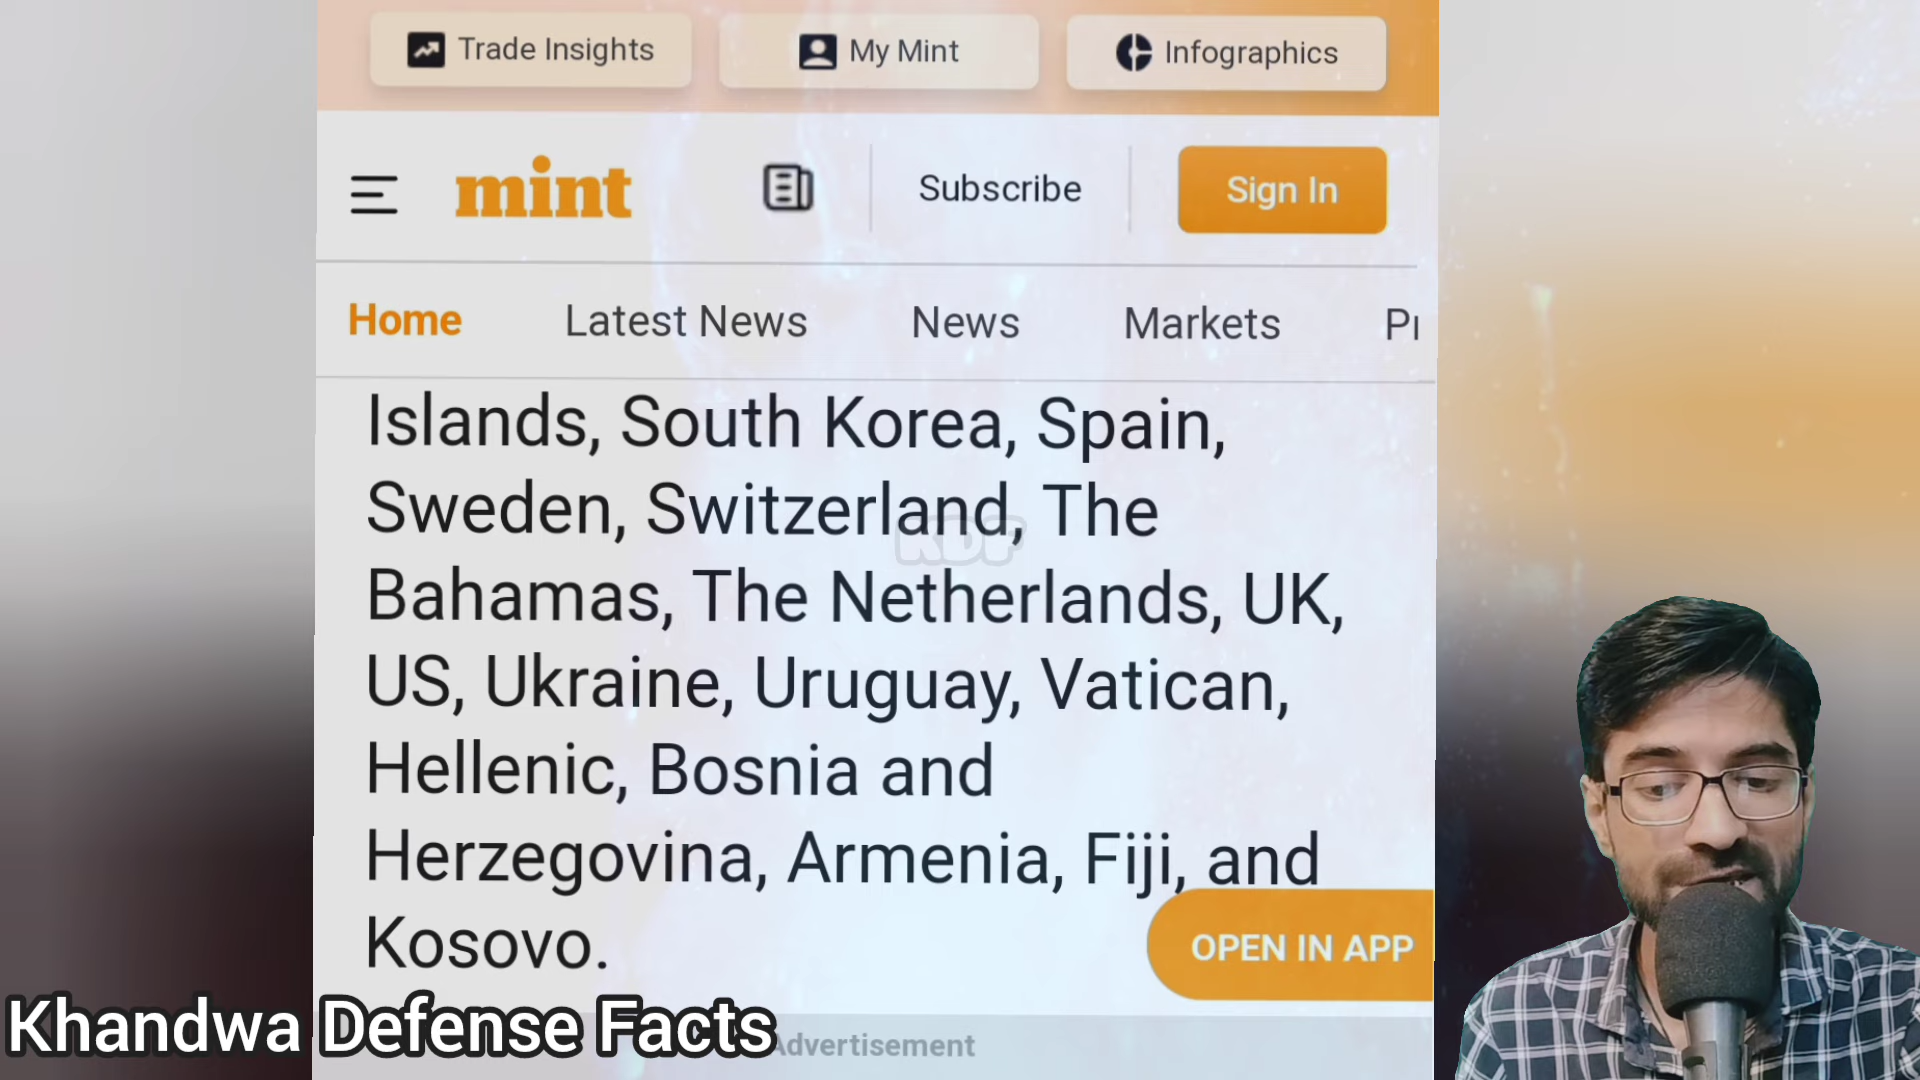 Trade Insights
My Mint
Infographics
mint
Subscribe
Sign In
Home
Latest News
News
Markets
Islands, South Korea, Spain,
Sweden, Switzerland, The
KDF
Bahamas, The Netherlands, UK,
US, Ukraine, Uruguay, Vatican,
Hellenic, Bosnia and
Herzegovina, Armenia, Fiji, and
Kosovo.
OPEN IN APP
Khandwa Defense Facts
Advertisement